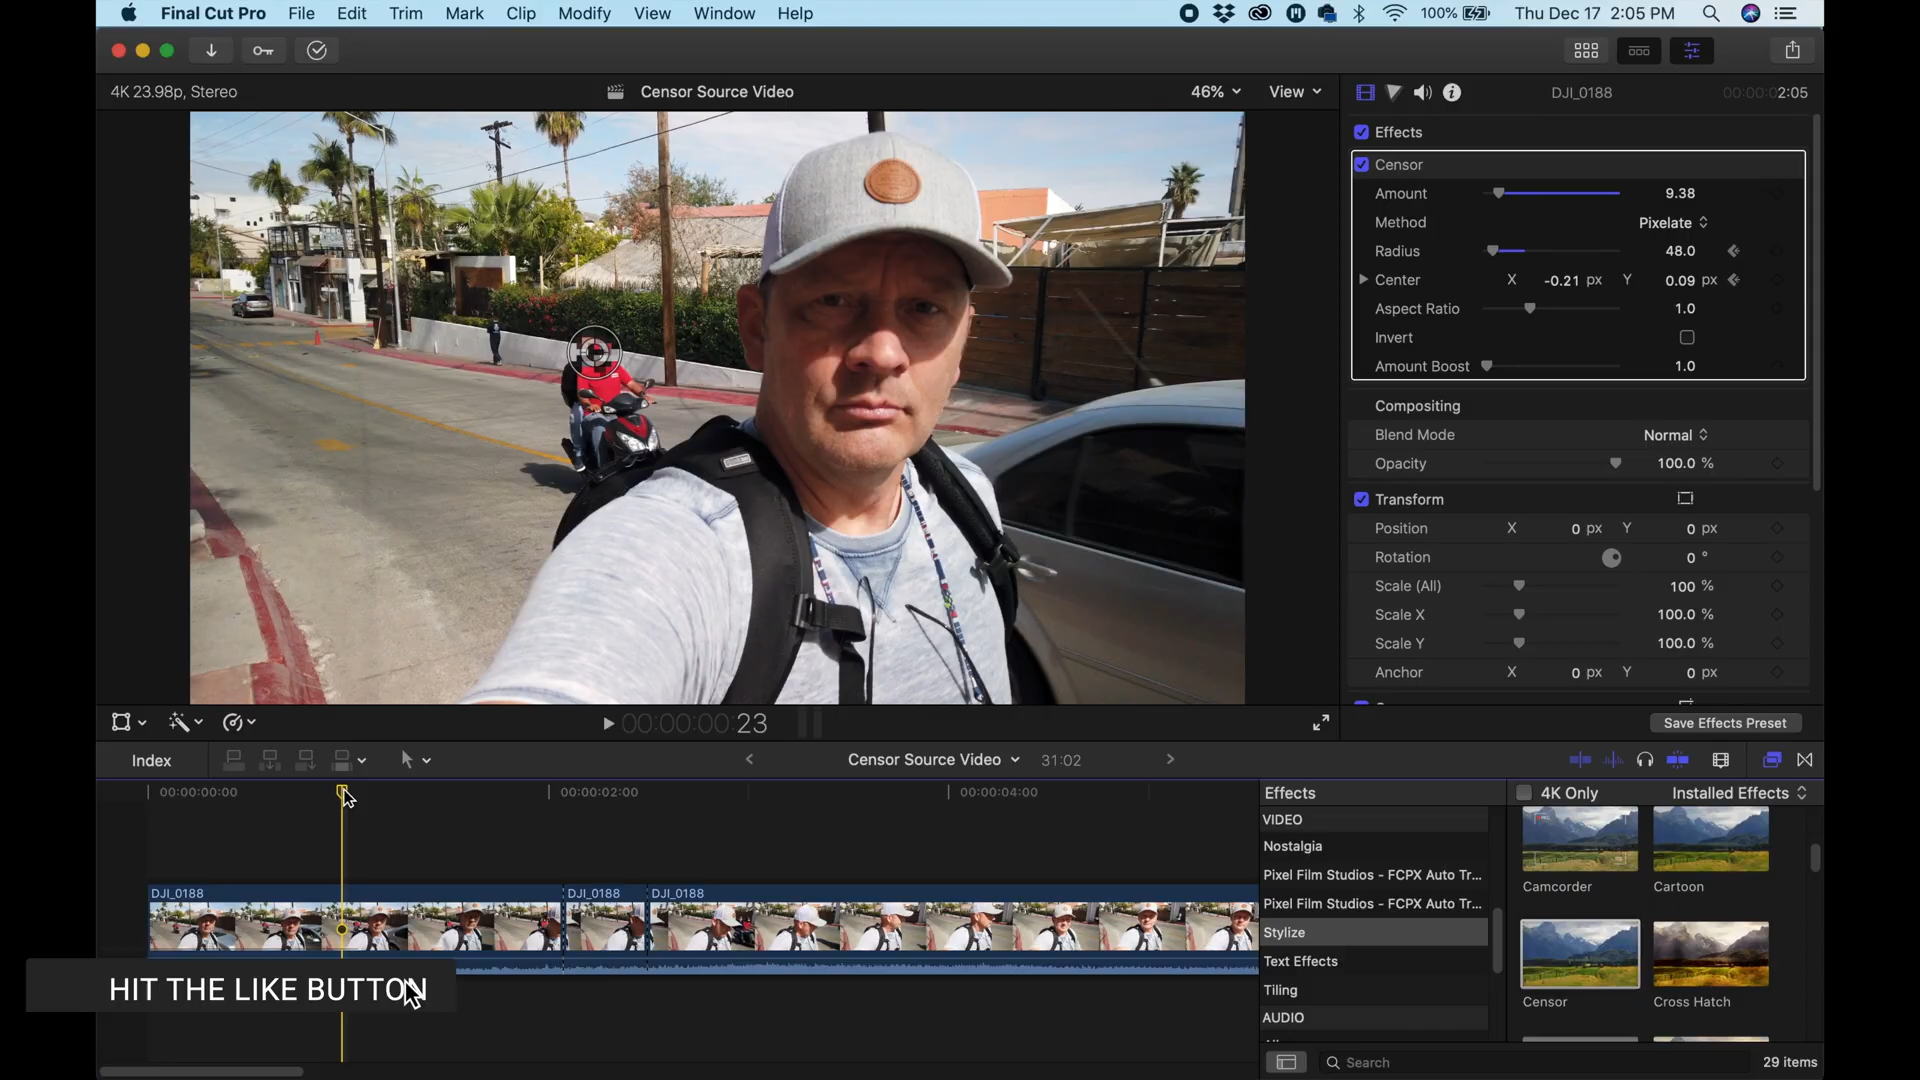 Final Cut Pro File Edit Trim Mark Clip Modify View Window Help 100% Thu Dec 17 2:05 PM
4K 23.98p, Stereo Censor Source Video 46% View DJI_0188 00:00:02:05
Effects
Censor
Amount 9.38
Method Pixelate
Radius 48.0
Center X -0.21 px Y 0.09 px
Aspect Ratio 1.0
Invert
Amount Boost 1.0
Compositing
Blend Mode Normal
Opacity 100.0 %
Transform
Position X 0 px Y 0 px
Rotation 0 °
Scale (All) 100 %
Scale X 100.0 %
Scale Y 100.0 %
Anchor X 0 px Y 0 px
00:00:00:23 Save Effects Preset
Index Censor Source Video 31:02
00:00:00:00 00:00:02:00 00:00:04:00
DJI_0188 DJI_0188 DJI_0188
HIT THE LIKE BUTTON
Effects 4K Only Installed Effects
VIDEO
Nostalgia
Pixel Film Studios - FCPX Auto Tr...
Pixel Film Studios - FCPX Auto Tr...
Stylize
Text Effects
Tiling
AUDIO
Camcorder Cartoon
Censor Cross Hatch
Search 29 items